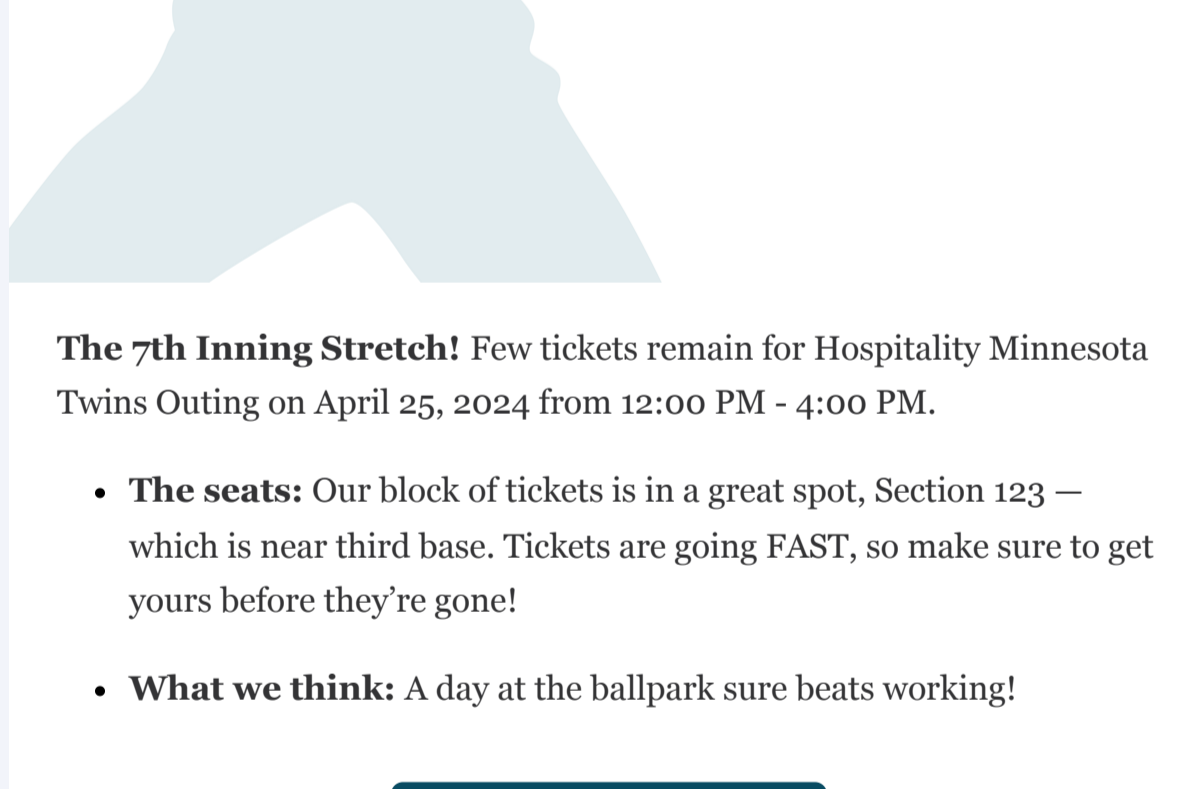 The 7th Inning Stretch! Few tickets remain for Hospitality Minnesota
Twins Outing on April 25, 2024 from 12:00 PM - 4:00 PM.
• The seats: Our block of tickets is in a great spot, Section 123 —
which is near third base. Tickets are going FAST, so make sure to get
yours before they’re gone!
• What we think: A day at the ballpark sure beats working!